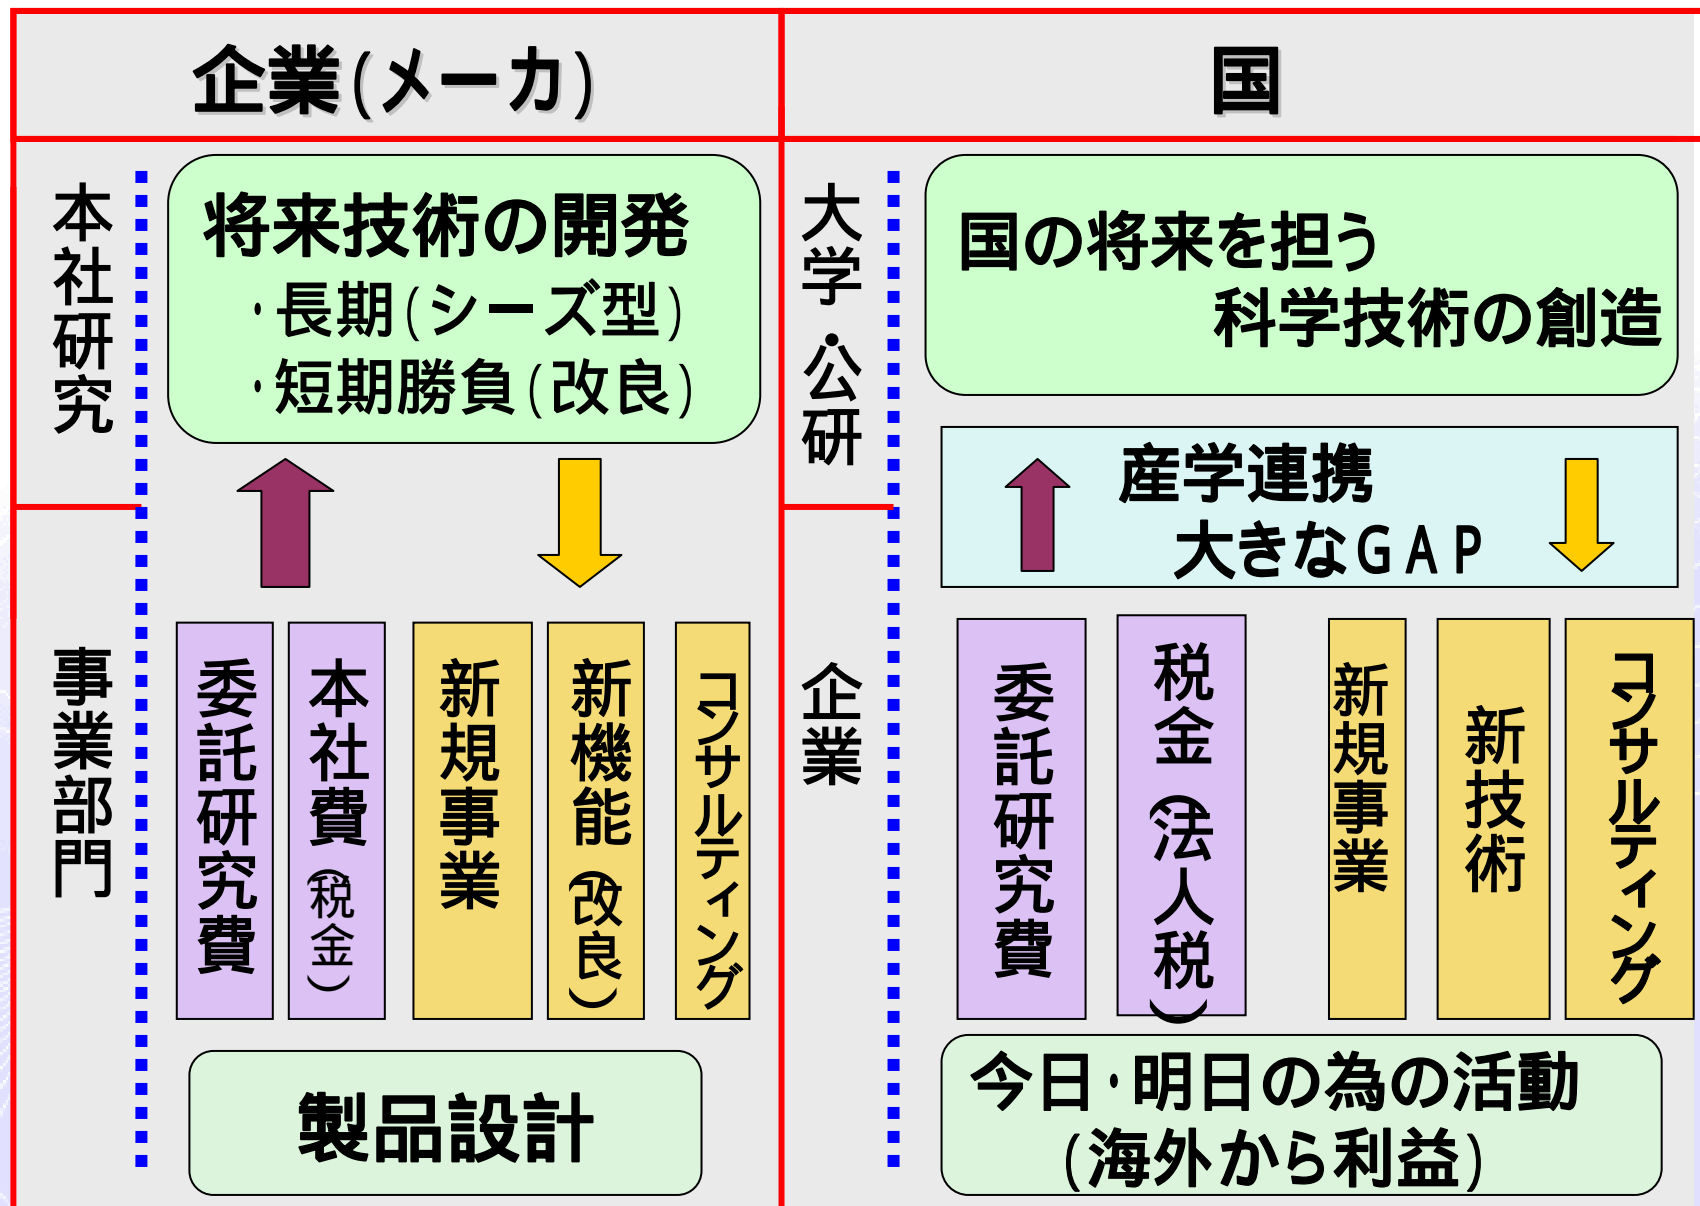 企業(メーカ)
国
本社研究
将来技術の開発
・長期(シーズ型)
・短期勝負(改良)
事業部門
委託研究費
本社費(税金)
新規事業
新機能(改良)
コンサルティング
製品設計
大学・公研
国の将来を担う
科学技術の創造
産学連携
大きなGAP
企業
委託研究費
税金(法人税)
新規事業
新技術
コンサルティング
今日・明日の為の活動
(海外から利益)